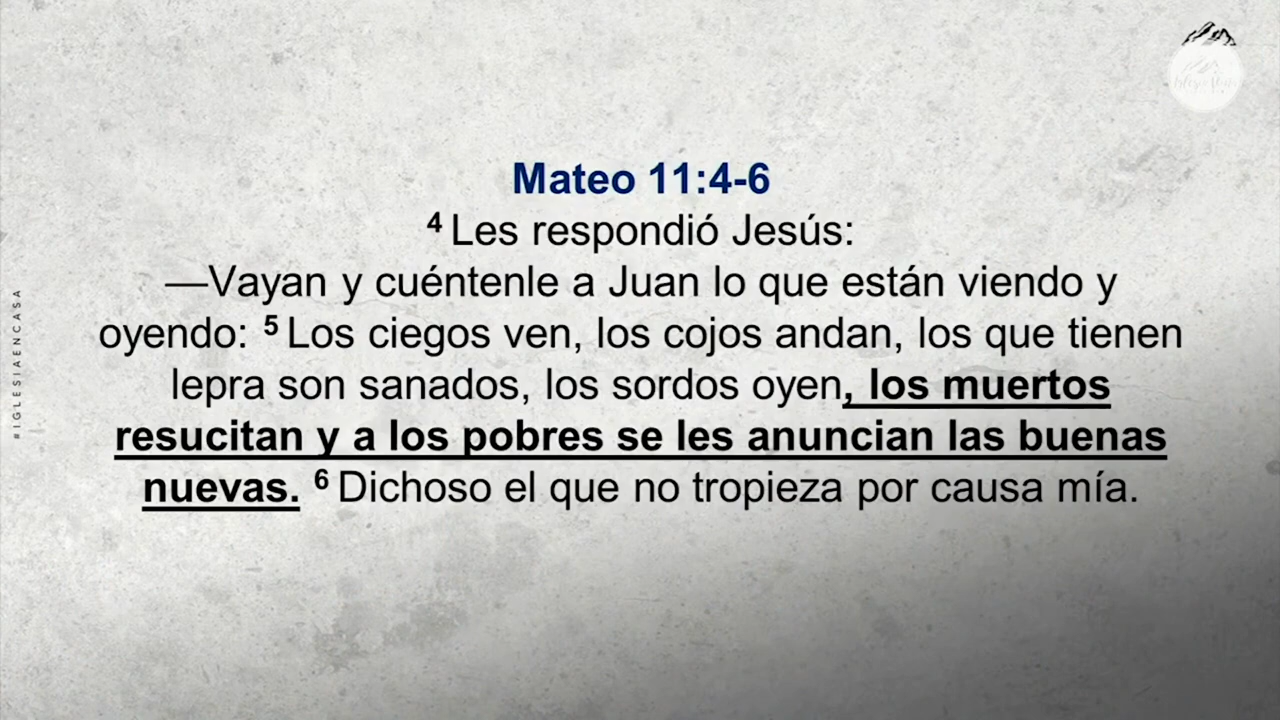 Mateo 11:4-6
4 Les respondió Jesús:
—Vayan y cuéntenle a Juan lo que están viendo y
oyendo: 5 Los ciegos ven, los cojos andan, los que tienen
lepra son sanados, los sordos oyen, los muertos
resucitan y a los pobres se les anuncian las buenas
nuevas. 6 Dichoso el que no tropieza por causa mía.
#IGLESIAENCASA